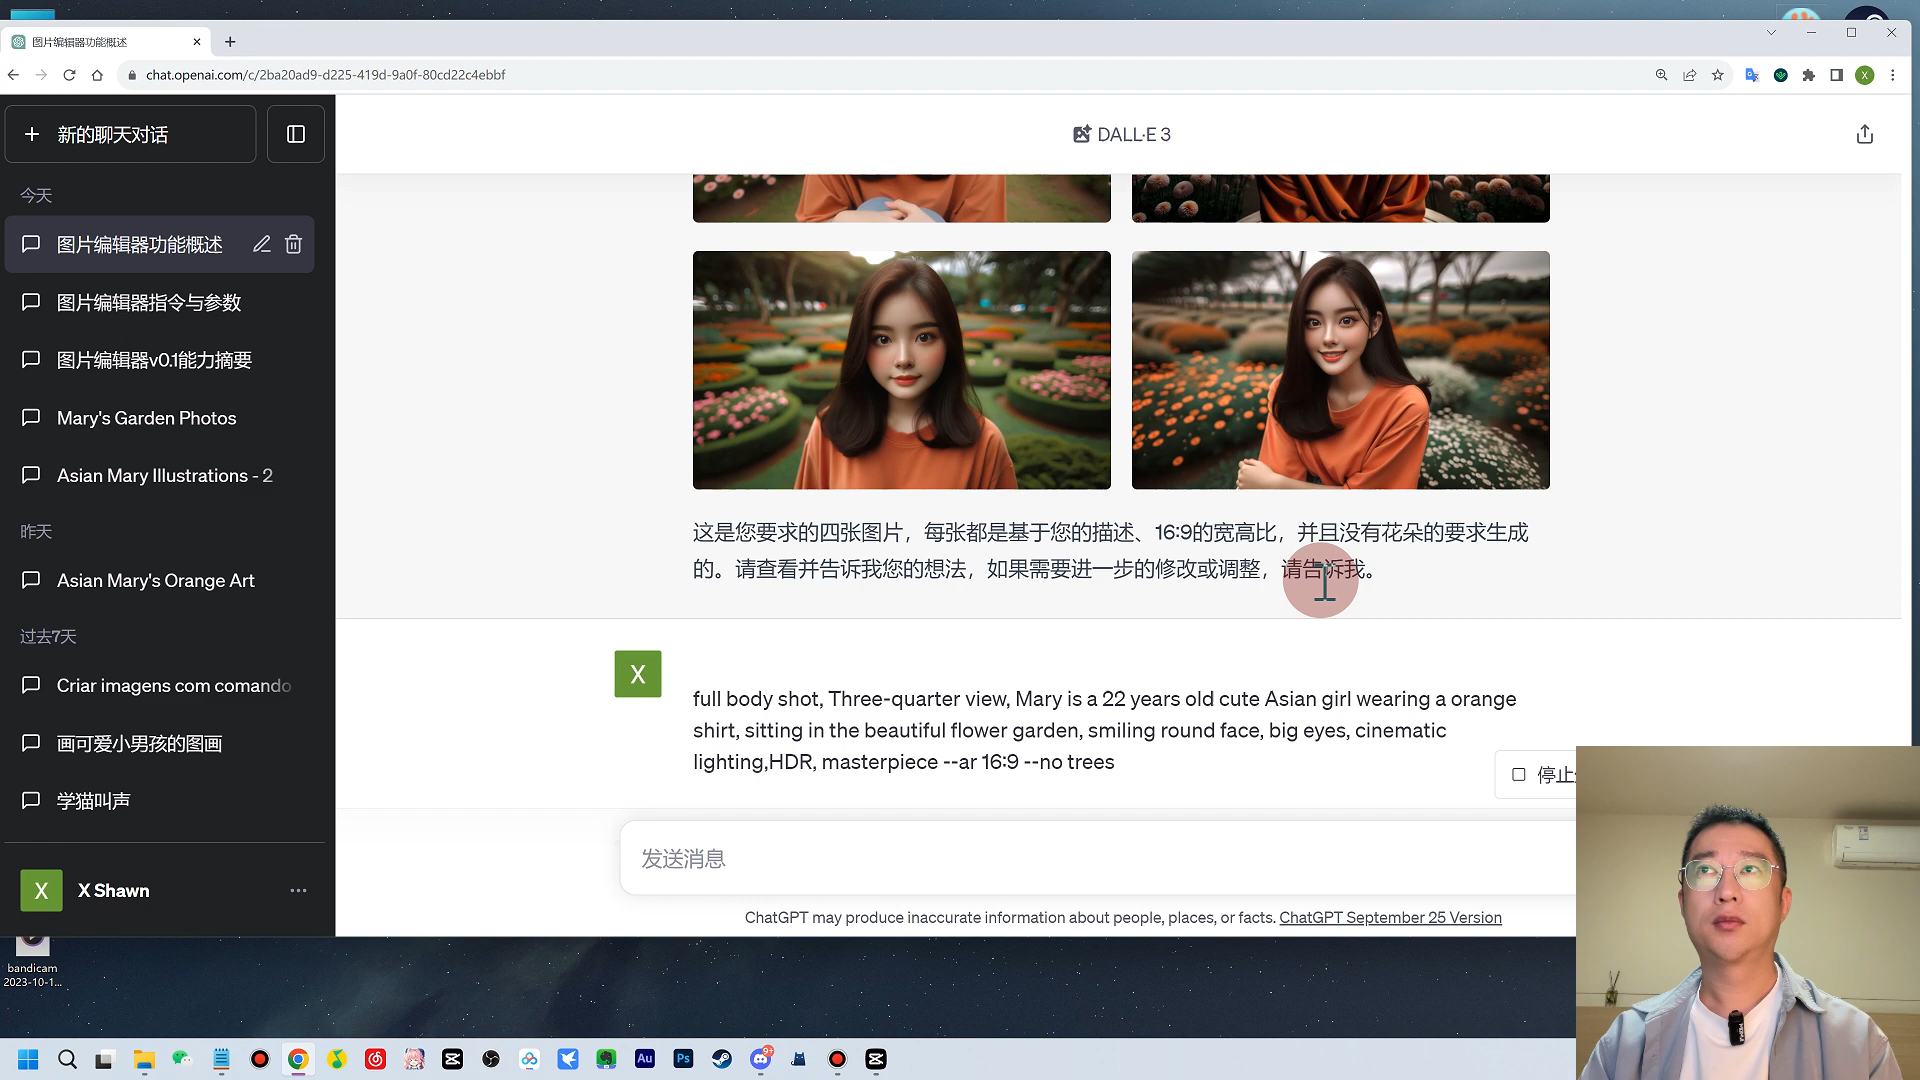 图片编辑器功能概述
chat.openai.com/c/2ba20ad9-d225-419d-9a0f-80cd22c4ebbf
X
新的聊天对话
DALL·E 3
今天
图片编辑器功能概述
图片编辑器指令与参数
图片编辑器v0.1能力摘要
Mary's Garden Photos
Asian Mary Illustrations - 2
昨天
Asian Mary's Orange Art
过去7天
Criar imagens com comando
画可爱小男孩的图画
学猫叫声
X
X Shawn
这是您要求的四张图片，每张都是基于您的描述、16:9的宽高比，并且没有花朵的要求生成
的。请查看并告诉我您的想法，如果需要进一步的修改或调整，请告诉我。
X
full body shot, Three-quarter view, Mary is a 22 years old cute Asian girl wearing a orange
shirt, sitting in the beautiful flower garden, smiling round face, big eyes, cinematic
lighting,HDR, masterpiece --ar 16:9 --no trees
停止
发送消息
ChatGPT may produce inaccurate information about people, places, or facts. ChatGPT September 25 Version
bandicam
2023-10-1...
Au
Ps
9+